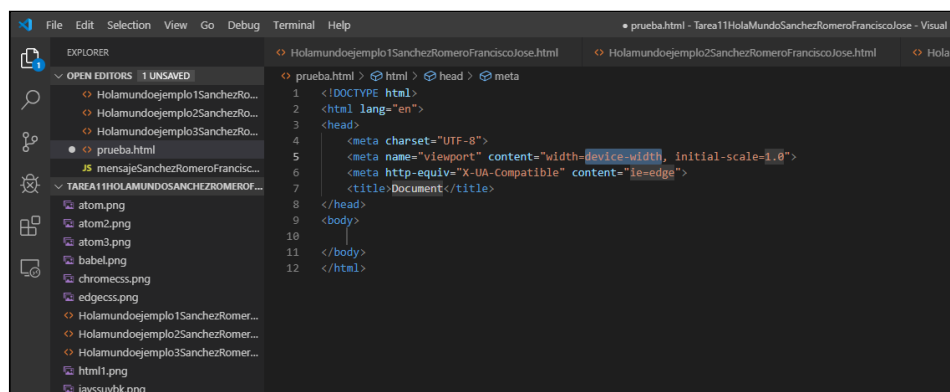 File Edit Selection View Go Debug Terminal Help ● prueba.html - Tarea11HolaMundoSanchezRomeroFranciscoJose - Visual
EXPLORER
Holamundoejemplo1SanchezRomeroFranciscoJose.html Holamundoejemplo2SanchezRomeroFranciscoJose.html Hola
OPEN EDITORS 1 UNSAVED
Holamundoejemplo1SanchezRo...
Holamundoejemplo2SanchezRo...
Holamundoejemplo3SanchezRo...
prueba.html
JS mensajeSanchezRomeroFrancisc...
TAREA11HOLAMUNDOSANCHEZROMEROF...
atom.png
atom2.png
atom3.png
babel.png
chromecss.png
edgecss.png
Holamundoejemplo1SanchezRomer...
Holamundoejemplo2SanchezRomer...
Holamundoejemplo3SanchezRomer...
html1.png
javssuybk.png
1
prueba.html > html > head > meta
1 <!DOCTYPE html>
2 <html lang="en">
3 <head>
4 <meta charset="UTF-8">
5 <meta name="viewport" content="width=device-width, initial-scale=1.0">
6 <meta http-equiv="X-UA-Compatible" content="ie=edge">
7 <title>Document</title>
8 </head>
9 <body>
10
11 </body>
12 </html>